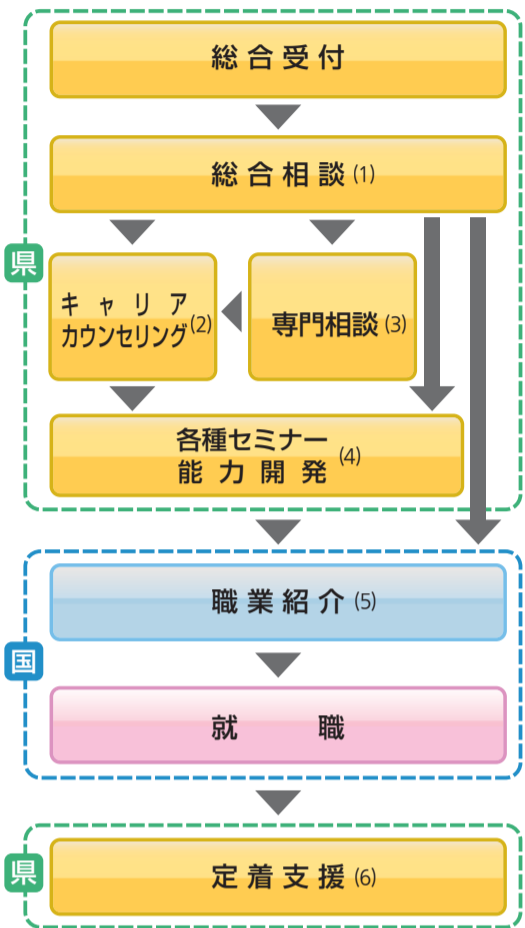 総合受付
総合相談 (1)
県
キャリア
カウンセリング (2)
専門相談 (3)
各種セミナー
能力開発 (4)
職業紹介 (5)
国
就職
県
定着支援 (6)